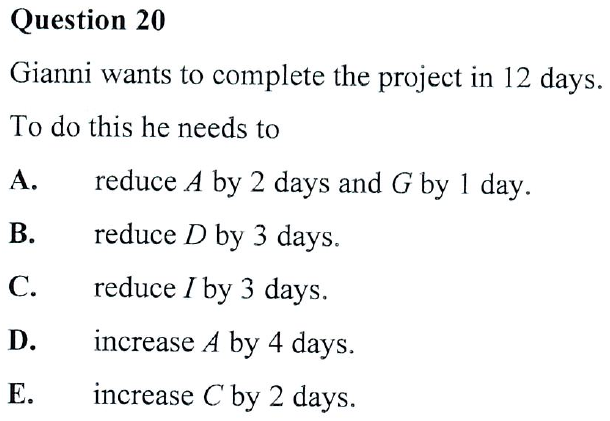 Question 20
Gianni wants to complete the project in 12 days.
To do this he needs to
A. reduce A by 2 days and G by 1 day.
B. reduce D by 3 days.
C. reduce I by 3 days.
D. increase A by 4 days.
E. increase C by 2 days.